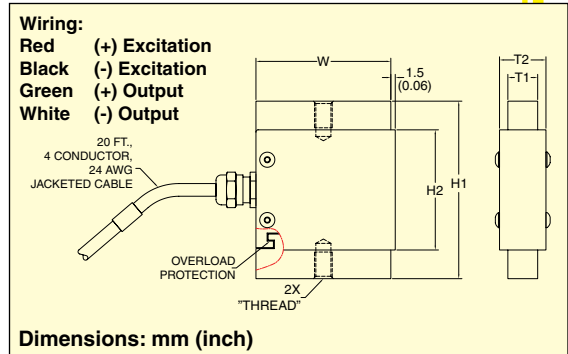 Wiring:
Red (+) Excitation
Black (-) Excitation
Green (+) Output
White (-) Output
20 FT.,
4 CONDUCTOR,
24 AWG
JACKETED CABLE
W
1.5
(0.06)
T2
T1
H2
H1
OVERLOAD
PROTECTION
2X
"THREAD"
Dimensions: mm (inch)